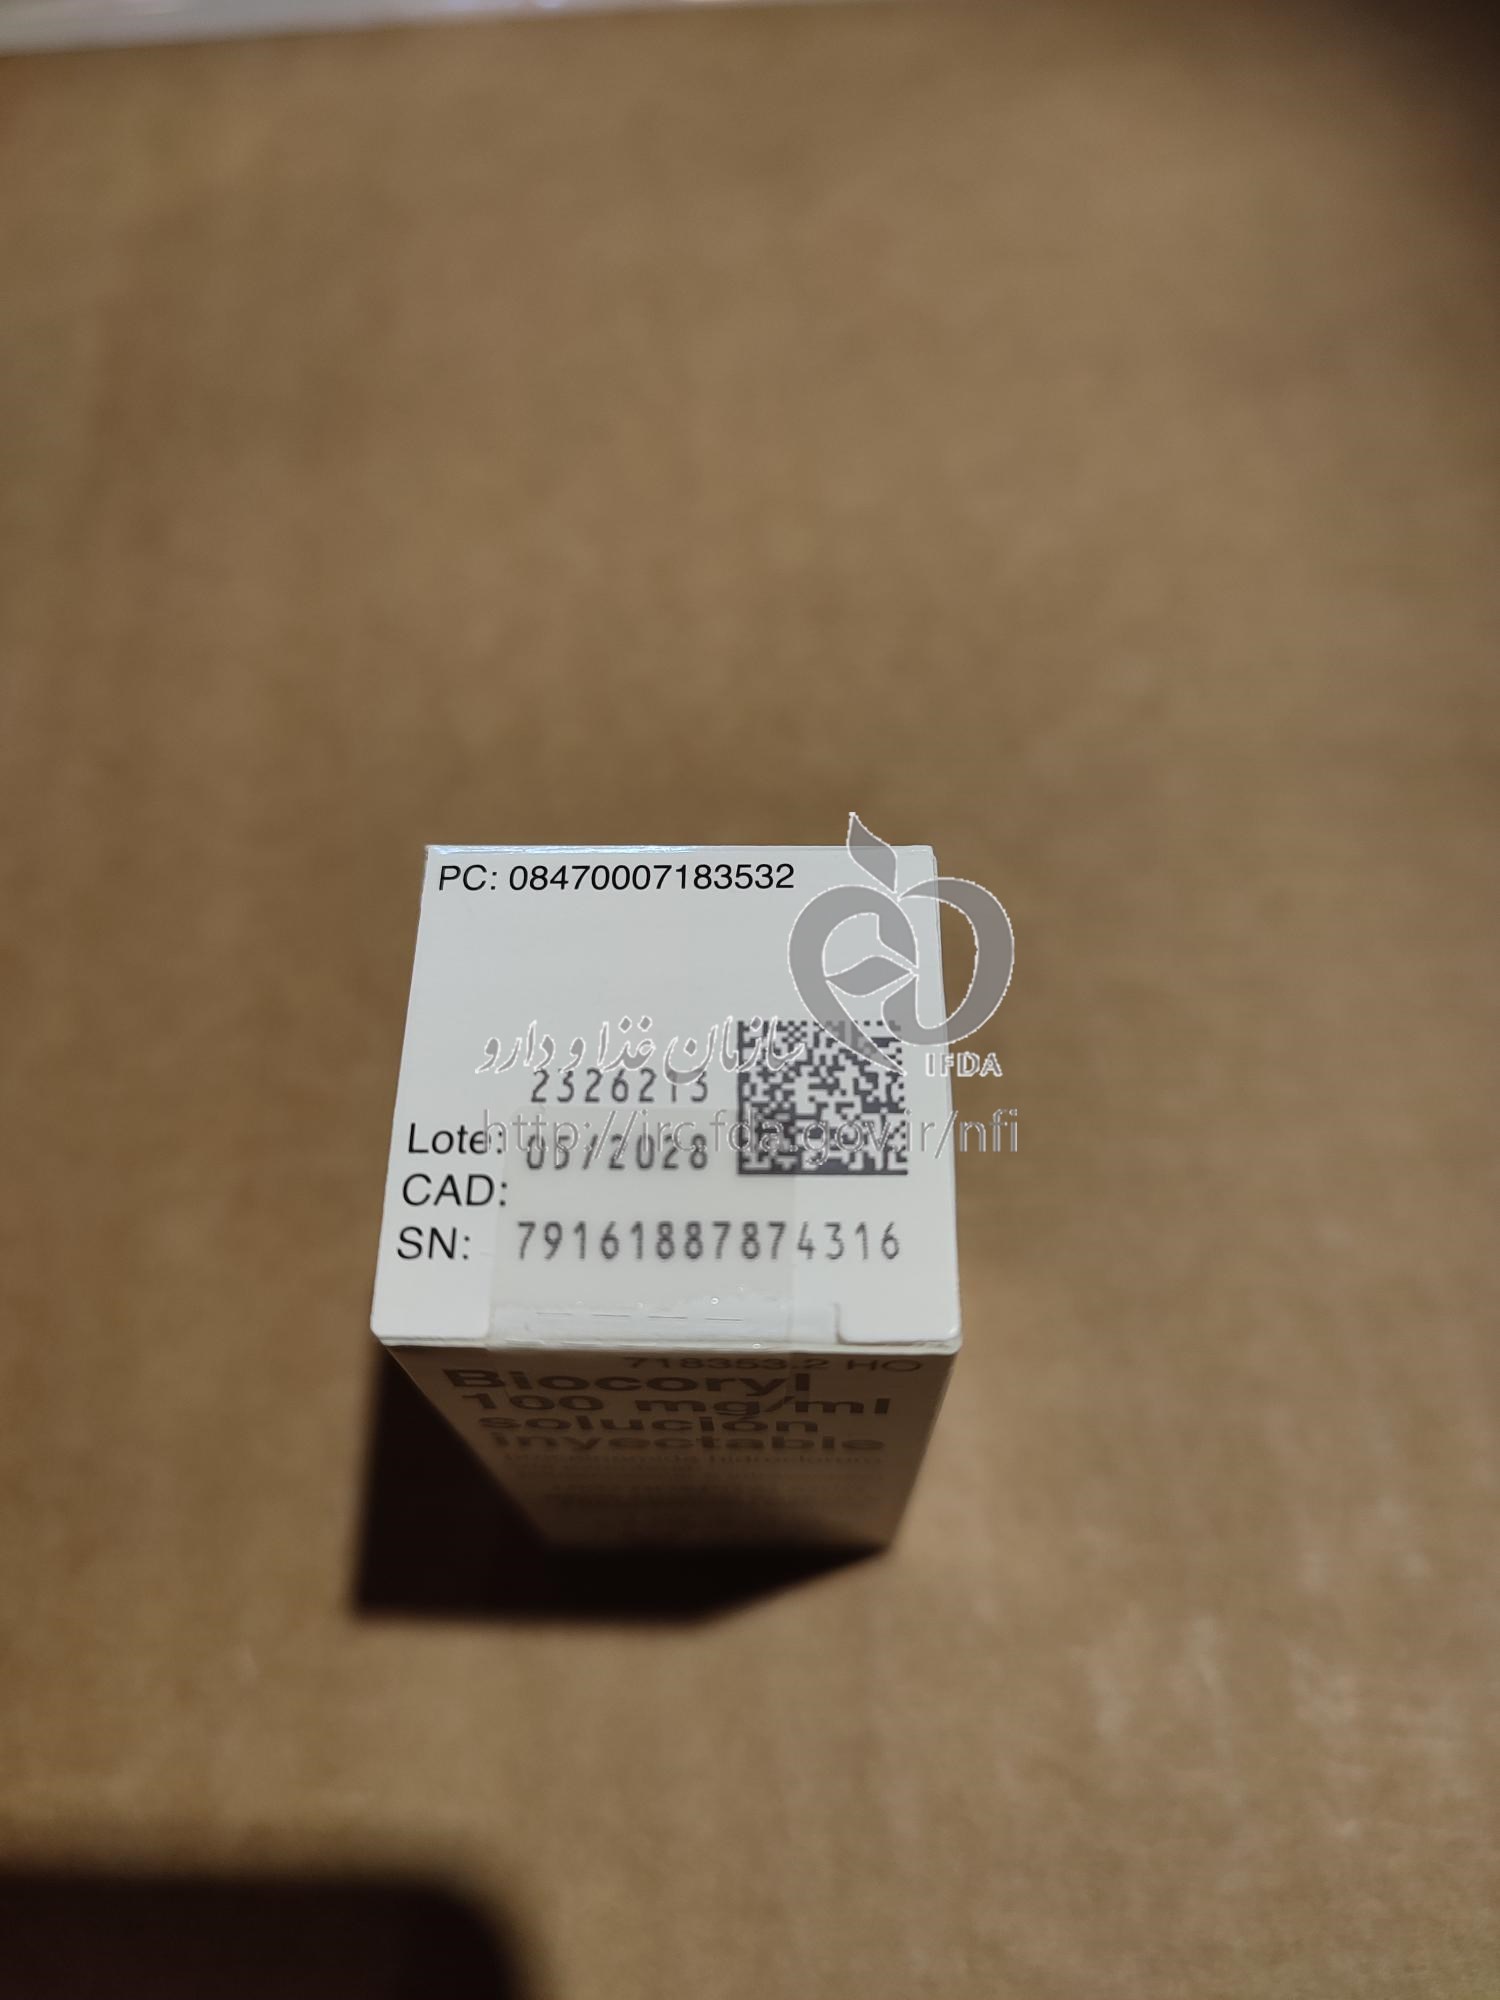 PC: 08470007183532
IFDA
سازمان غذا و دارو
2326213
http://irc.fda.gov.ir/nfi
Lote: 05/2028
CAD:
SN: 79161887874316
718353.2 HO
Biocoryl
100 mg/ml
solución
inyectable